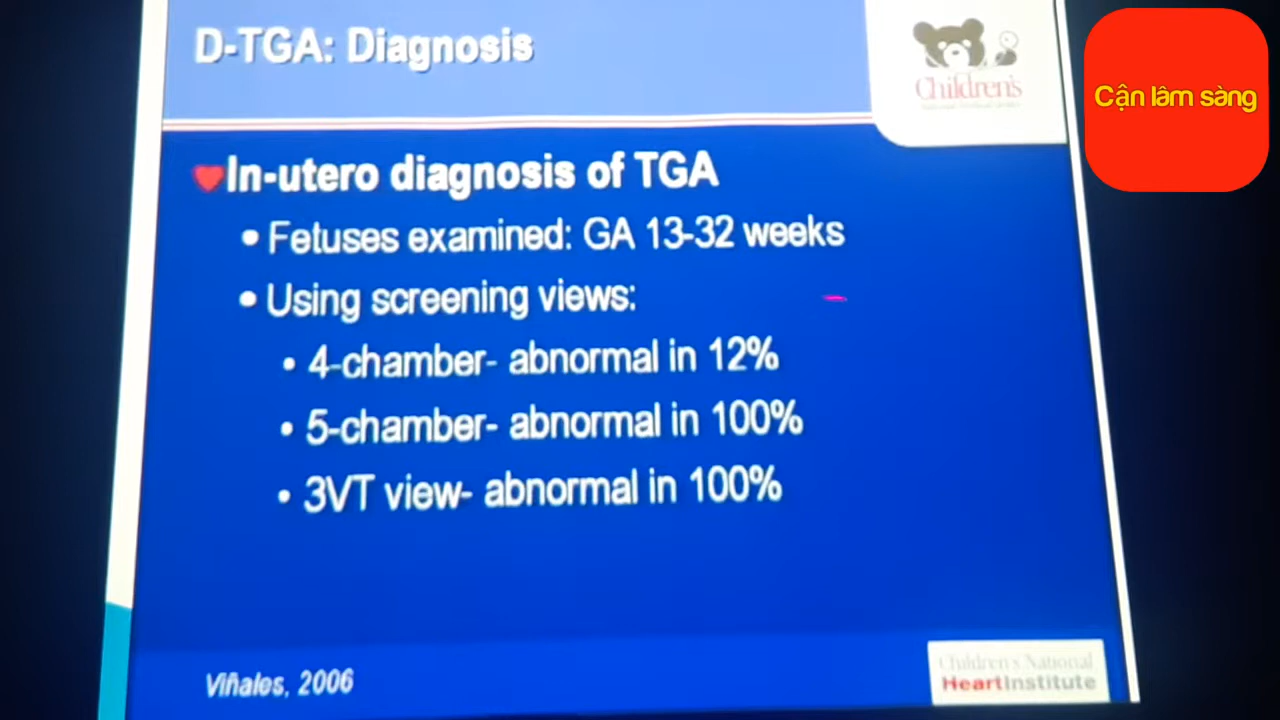 D-TGA: Diagnosis
Children's
Cận lâm sàng
In-utero diagnosis of TGA
• Fetuses examined: GA 13-32 weeks
• Using screening views:
• 4-chamber- abnormal in 12%
• 5-chamber- abnormal in 100%
• 3VT view- abnormal in 100%
Viñales, 2006
Children's National
HeartInstitute